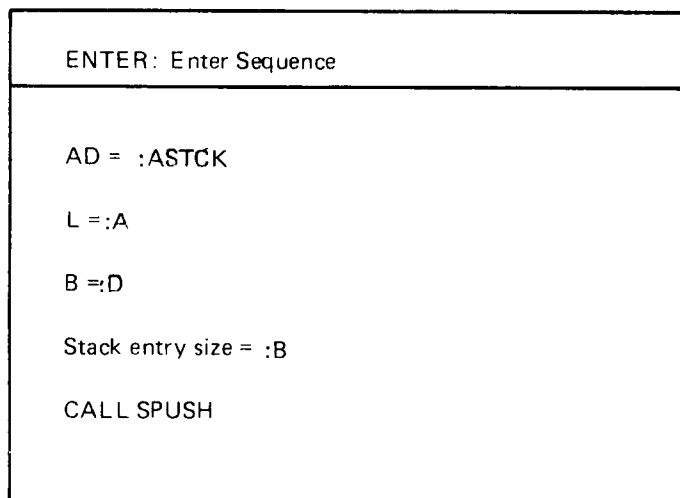 ENTER: Enter Sequence
AD = :ASTCK
L =:A
B =:D
Stack entry size = :B
CALL SPUSH